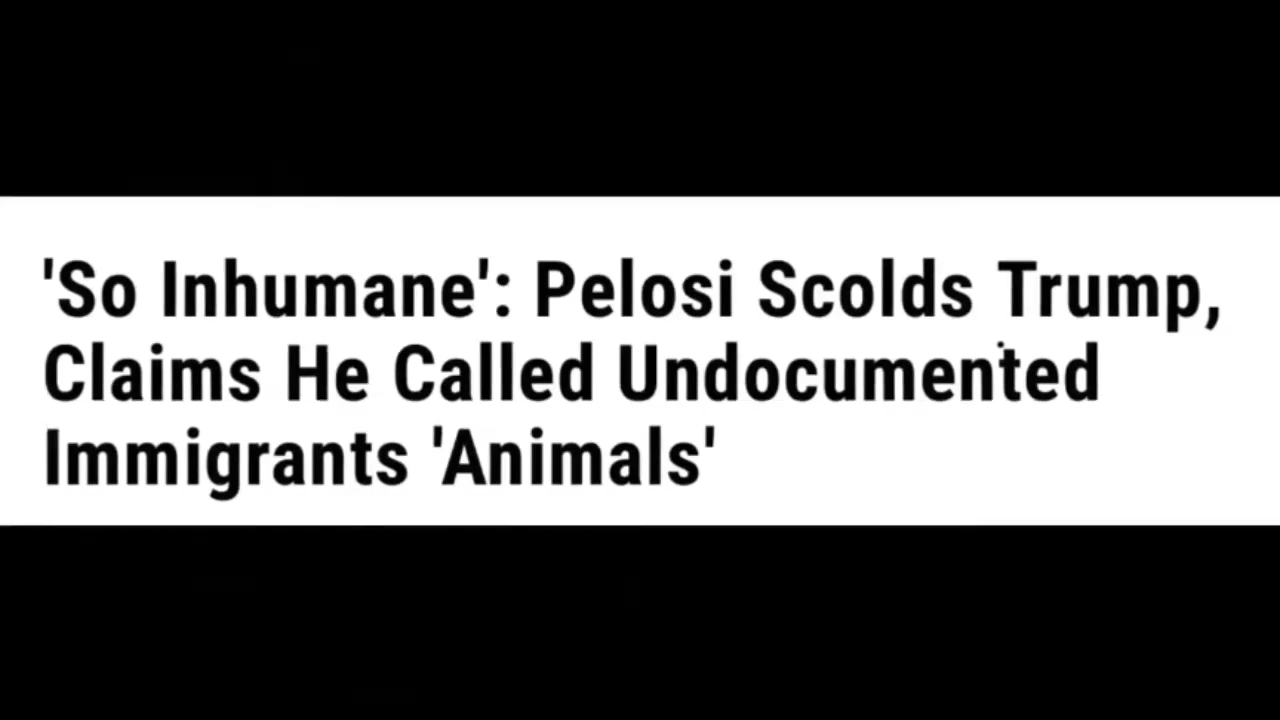 'So Inhumane': Pelosi Scolds Trump,
Claims He Called Undocumented
Immigrants 'Animals'